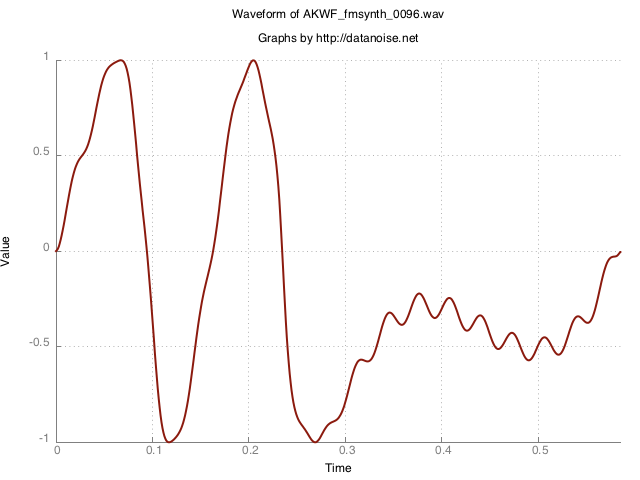 Waveform of AKWF_fmsynth_0096.wav
Graphs by http://datanoise.net
1
0.5
0
-0.5
-1
Value
0
0.1
0.2
0.3
0.4
0.5
Time